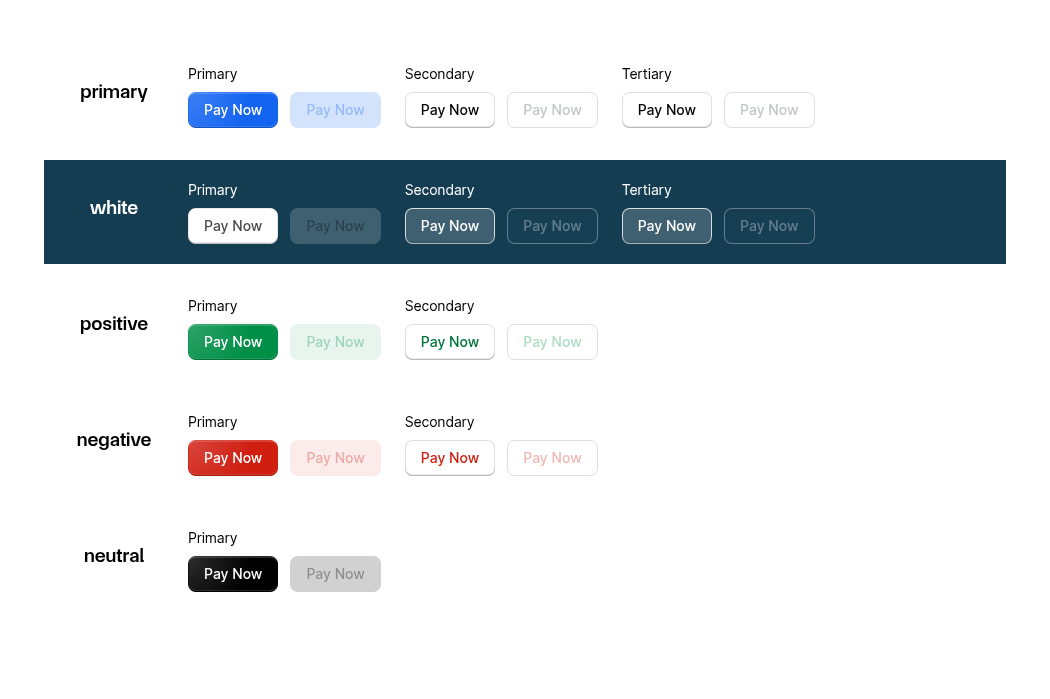 primary
Primary Secondary Tertiary
Pay Now Pay Now Pay Now Pay Now Pay Now Pay Now
white
Primary Secondary Tertiary
Pay Now Pay Now Pay Now Pay Now Pay Now Pay Now
positive
Primary Secondary
Pay Now Pay Now Pay Now Pay Now
negative
Primary Secondary
Pay Now Pay Now Pay Now Pay Now
neutral
Primary
Pay Now Pay Now